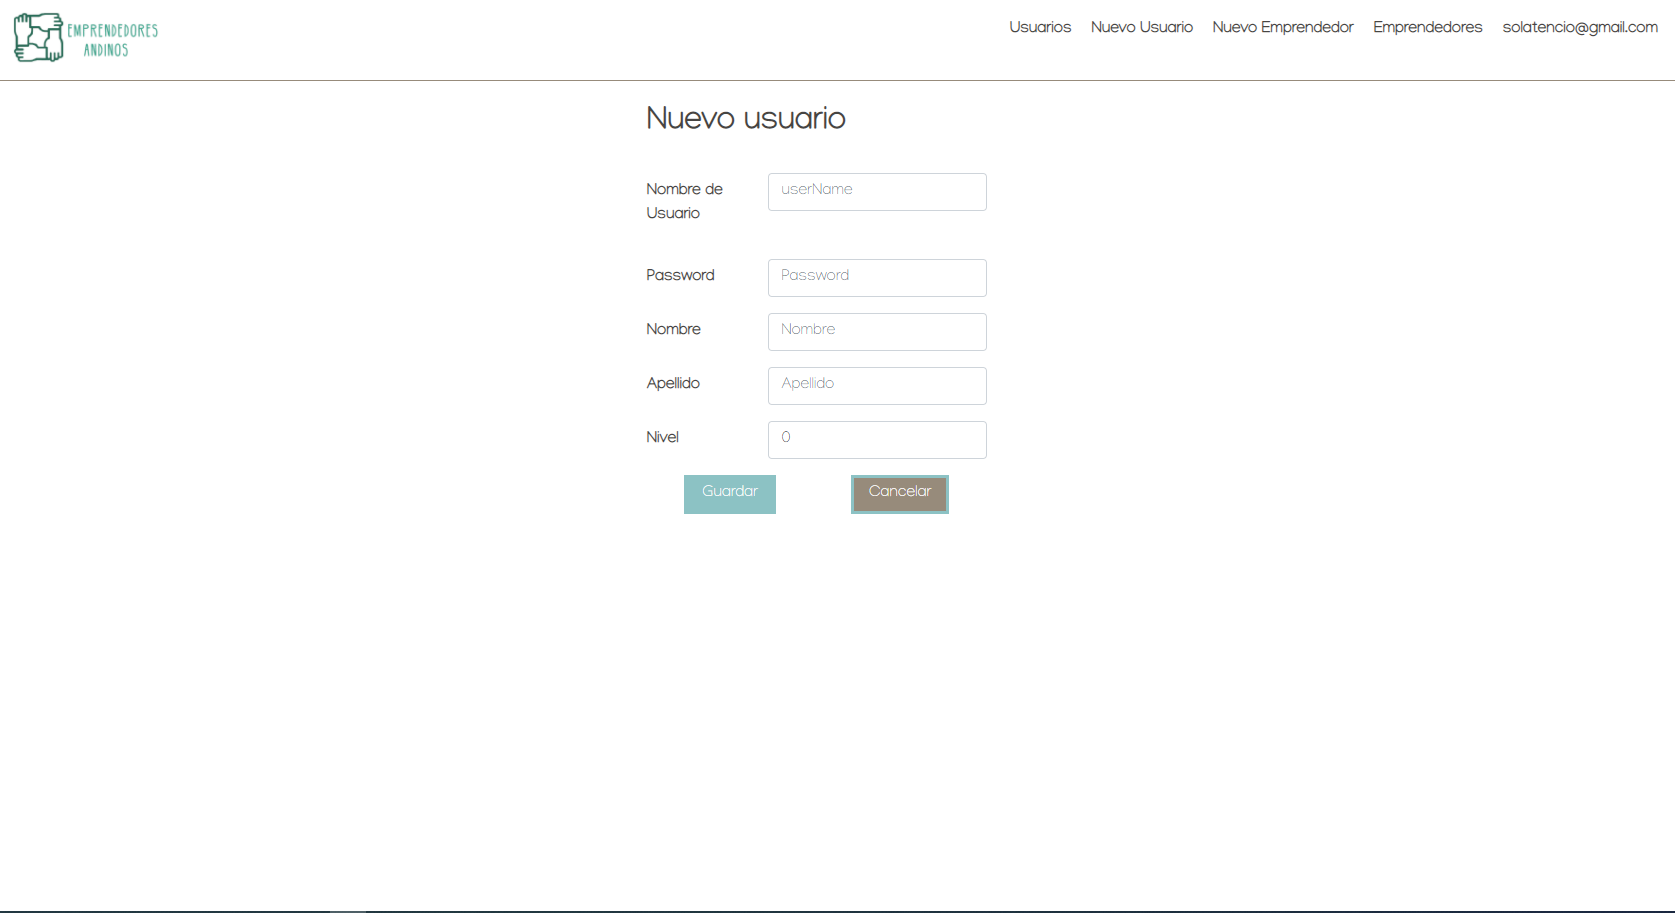 EMPRENDEDORES
ANDINOS
Usuarios Nuevo Usuario Nuevo Emprendedor Emprendedores solatencio@gmail.com
Nuevo usuario
Nombre de
Usuario
userName
Password Password
Nombre Nombre
Apellido Apellido
Nivel 0
Guardar Cancelar